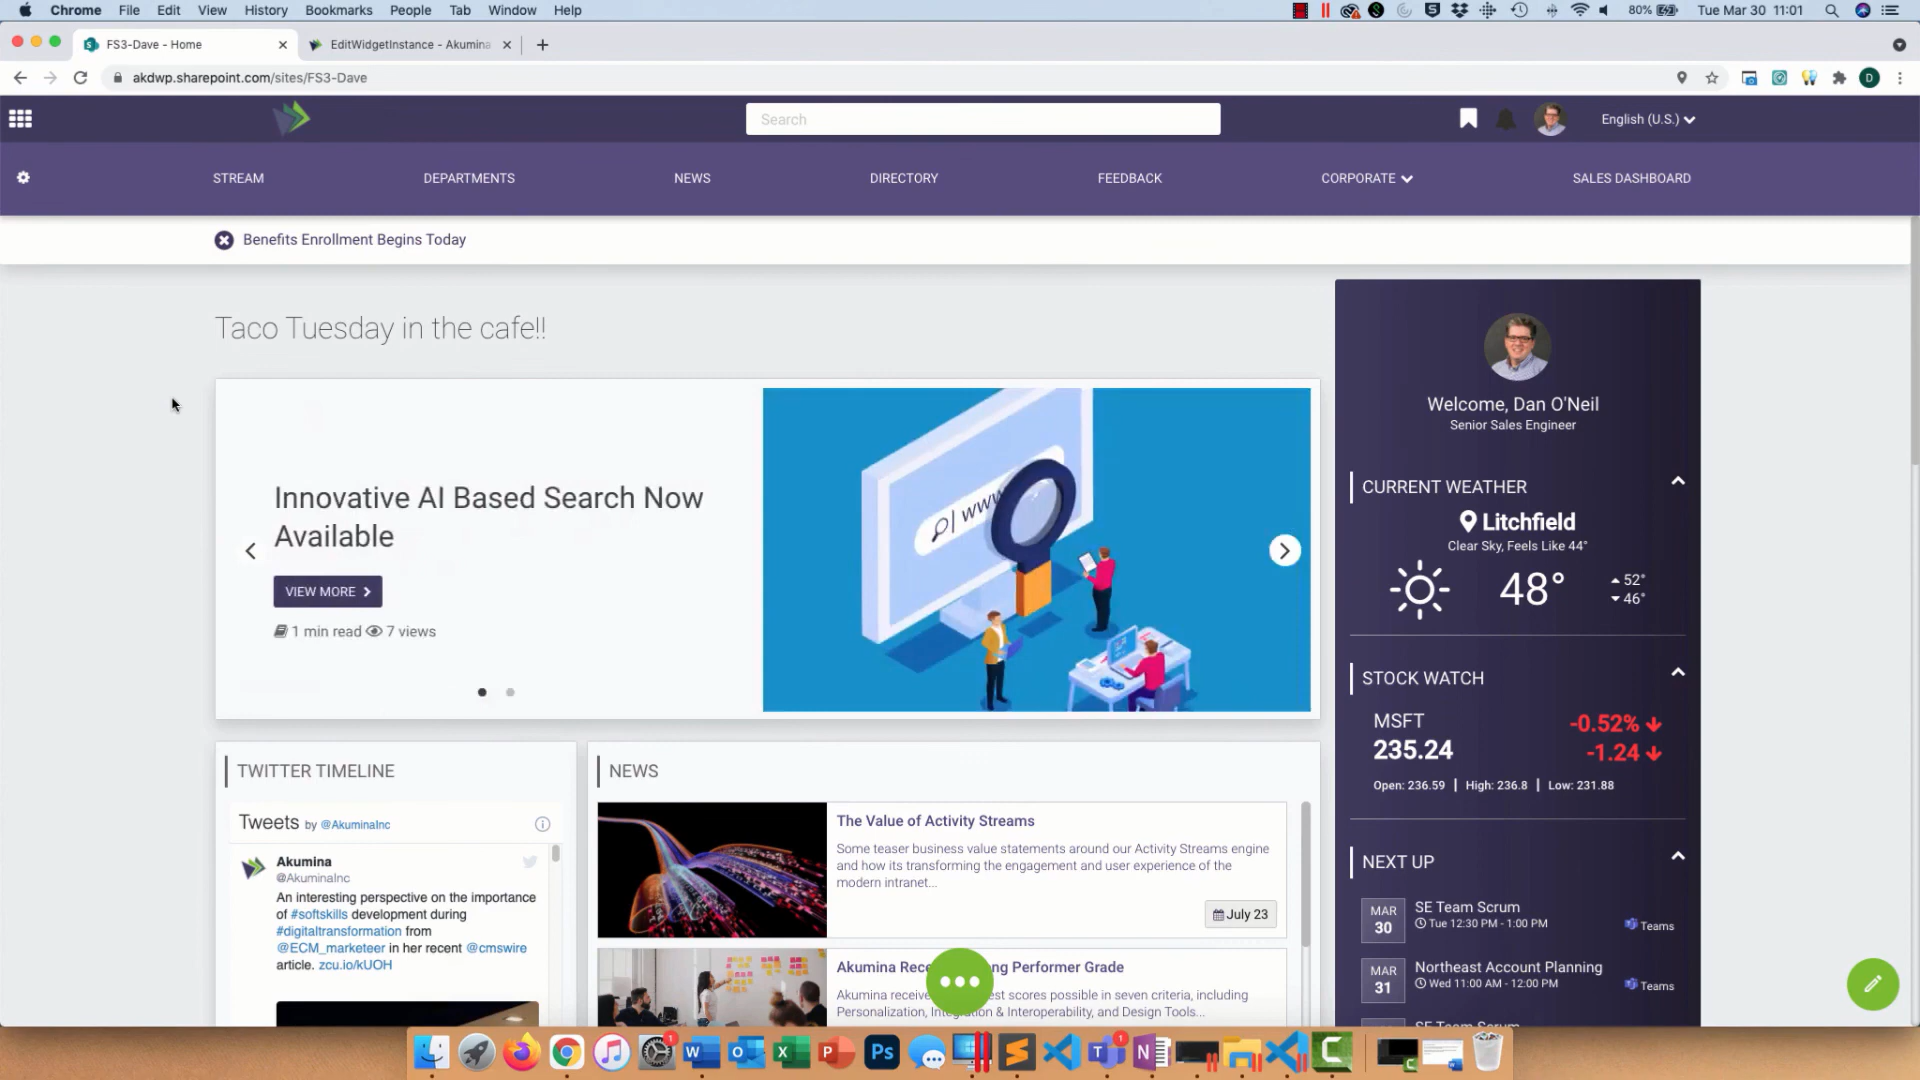 Chrome File Edit View History Bookmarks People Tab Window Help
80% Tue Mar 30 11:01
FS3-Dave - Home
EditWidgetInstance - Akumina
akdwp.sharepoint.com/sites/FS3-Dave
D
Search
English (U.S.)
STREAM DEPARTMENTS NEWS DIRECTORY FEEDBACK CORPORATE SALES DASHBOARD
Benefits Enrollment Begins Today
Taco Tuesday in the cafe!!
Innovative AI Based Search Now
Available
VIEW MORE
1 min read 7 views
www
Welcome, Dan O'Neil
Senior Sales Engineer
CURRENT WEATHER
Litchfield
Clear Sky, Feels Like 44°
48°
52°
46°
STOCK WATCH
MSFT
235.24
-0.52%
-1.24
Open: 236.59 | High: 236.8 | Low: 231.88
NEXT UP
MAR
30
SE Team Scrum
Tue 12:30 PM - 1:00 PM
Teams
MAR
31
Northeast Account Planning
Wed 11:00 AM - 12:00 PM
Teams
TWITTER TIMELINE
Tweets by @AkuminaInc
Akumina
@AkuminaInc
An interesting perspective on the importance
of #softskills development during
#digitaltransformation from
@ECM_marketeer in her recent @cmswire
article. zcu.io/kUOH
NEWS
The Value of Activity Streams
Some teaser business value statements around our Activity Streams engine
and how its transforming the engagement and user experience of the
modern intranet...
July 23
Performer Grade
scores possible in seven criteria, including
Personalization, & Interoperability, and Design Tools...
W O X P Ps T N C
1
1